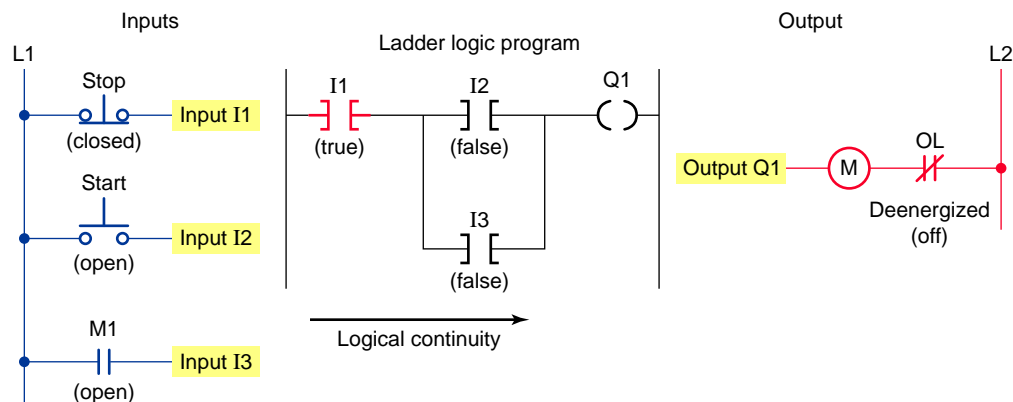 Inputs
Ladder logic program
Output
L1
L2
Stop
Input I1
(closed)
Start
Input I2
(open)
M1
Input I3
(open)
I1
(true)
I2
(false)
I3
(false)
Q1
Logical continuity
Output Q1
M
OL
Deenergized
(off)